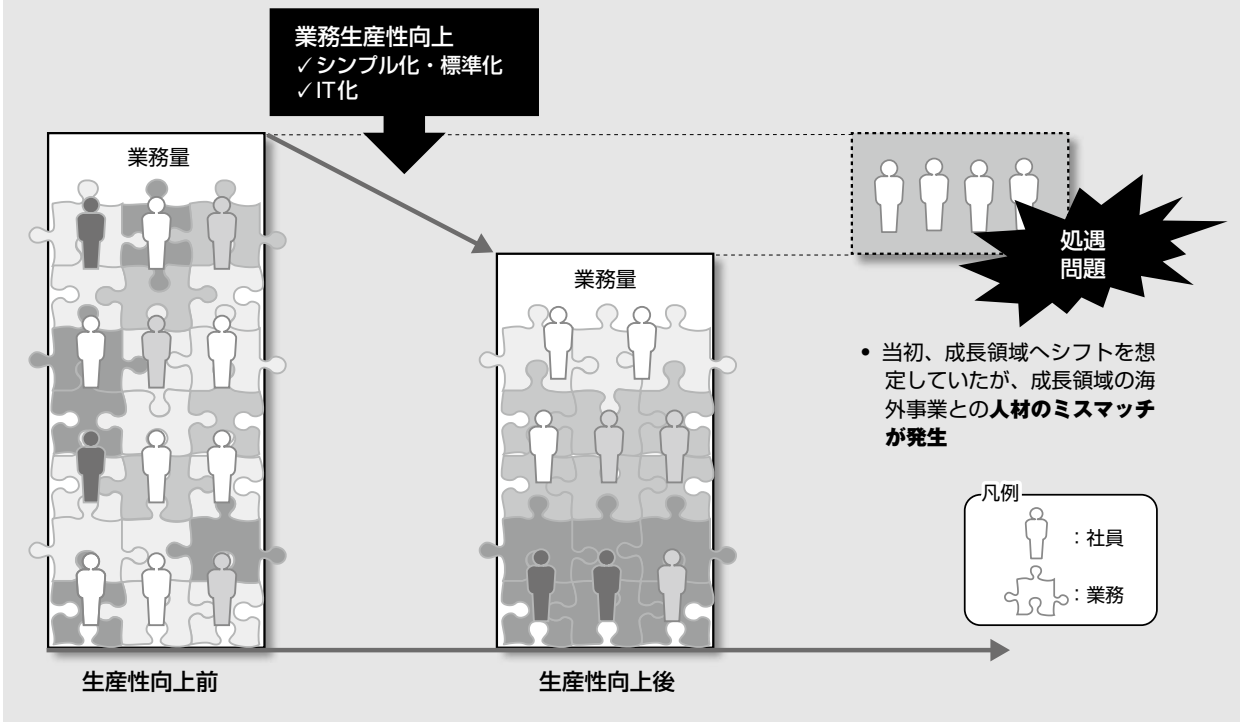 業務生産性向上
✓シンプル化・標準化
✓IT化
業務量
業務量
処遇
問題
• 当初、成長領域へシフトを想
定していたが、成長領域の海
外事業との人材のミスマッチ
が発生
凡例
：社員
：業務
生産性向上前
生産性向上後